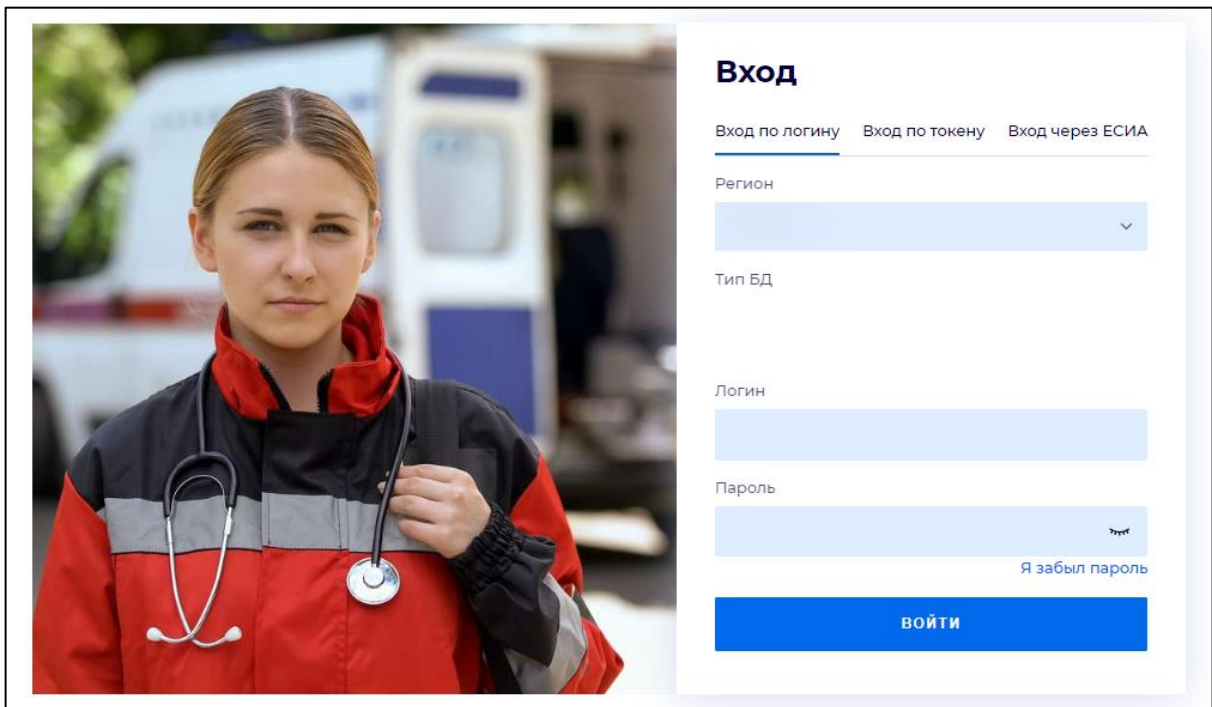 Вход
Вход по логину Вход по токену Вход через ЕСИА
Регион
Тип БД
Логин
Пароль
Я забыл пароль
ВОЙТИ